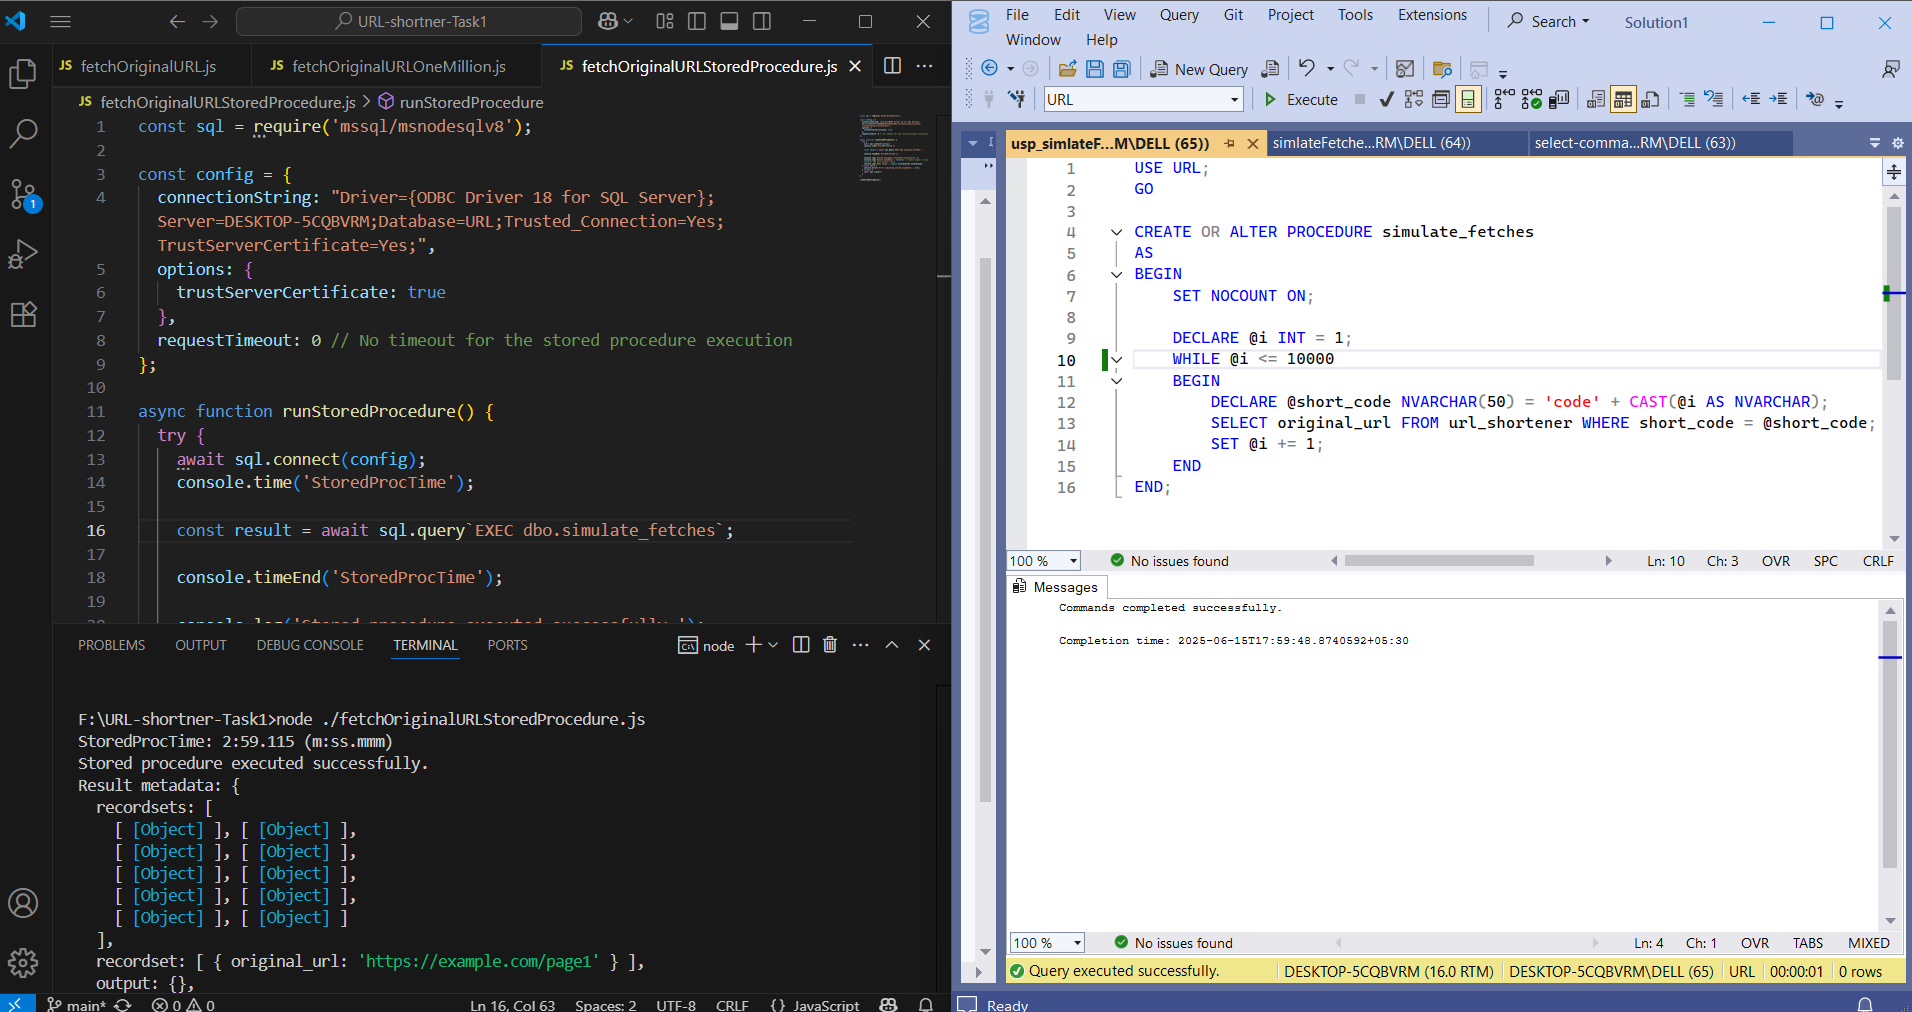 URL-shortner-Task1
JS fetchOriginalURL.js
JS fetchOriginalURLOneMillion.js
JS fetchOriginalURLStoredProcedure.js
JS fetchOriginalURLStoredProcedure.js > runStoredProcedure
1 const sql = require('mssql/msnodesqlv8');
2
3 const config = {
4 connectionString: "Driver={ODBC Driver 18 for SQL Server};
Server=DESKTOP-5CQBVRM;Database=URL;Trusted_Connection=Yes;
TrustServerCertificate=Yes;",
5 options: {
6 trustServerCertificate: true
7 },
8 requestTimeout: 0 // No timeout for the stored procedure execution
9 };
10
11 async function runStoredProcedure() {
12 try {
13 await sql.connect(config);
14 console.time('StoredProcTime');
15
16 const result = await sql.query`EXEC dbo.simulate_fetches`;
17
18 console.timeEnd('StoredProcTime');
19
20 console.log('Stored procedure executed successfully.');
1
PROBLEMS OUTPUT DEBUG CONSOLE TERMINAL PORTS
node
F:\URL-shortner-Task1>node ./fetchOriginalURLStoredProcedure.js
StoredProcTime: 2:59.115 (m:ss.mmm)
Stored procedure executed successfully.
Result metadata: {
recordsets: [
[ [Object] ], [ [Object] ],
[ [Object] ], [ [Object] ],
[ [Object] ], [ [Object] ],
[ [Object] ], [ [Object] ],
[ [Object] ], [ [Object] ]
],
recordset: [ { original_url: 'https://example.com/page1' } ],
output: {},
main* 0 0 Ln 16, Col 63 Spaces: 2 UTF-8 CRLF {} JavaScript
File Edit View Query Git Project Tools Extensions
Window Help
Search
Solution1
New Query
URL
Execute
usp_simlateF...M\DELL (65))
simlateFetche...RM\DELL (64))
select-comma...RM\DELL (63))
1 USE URL;
2 GO
3
4 CREATE OR ALTER PROCEDURE simulate_fetches
5 AS
6 BEGIN
7 SET NOCOUNT ON;
8
9 DECLARE @i INT = 1;
10 WHILE @i <= 10000
11 BEGIN
12 DECLARE @short_code NVARCHAR(50) = 'code' + CAST(@i AS NVARCHAR);
13 SELECT original_url FROM url_shortener WHERE short_code = @short_code;
14 SET @i += 1;
15 END
16 END;
100 % No issues found Ln: 10 Ch: 3 OVR SPC CRLF
Messages
Commands completed successfully.
Completion time: 2025-06-15T17:59:48.8740592+05:30
100 % No issues found Ln: 4 Ch: 1 OVR TABS MIXED
Query executed successfully. DESKTOP-5CQBVRM (16.0 RTM) DESKTOP-5CQBVRM\DELL (65) URL 00:00:01 0 rows
Ready